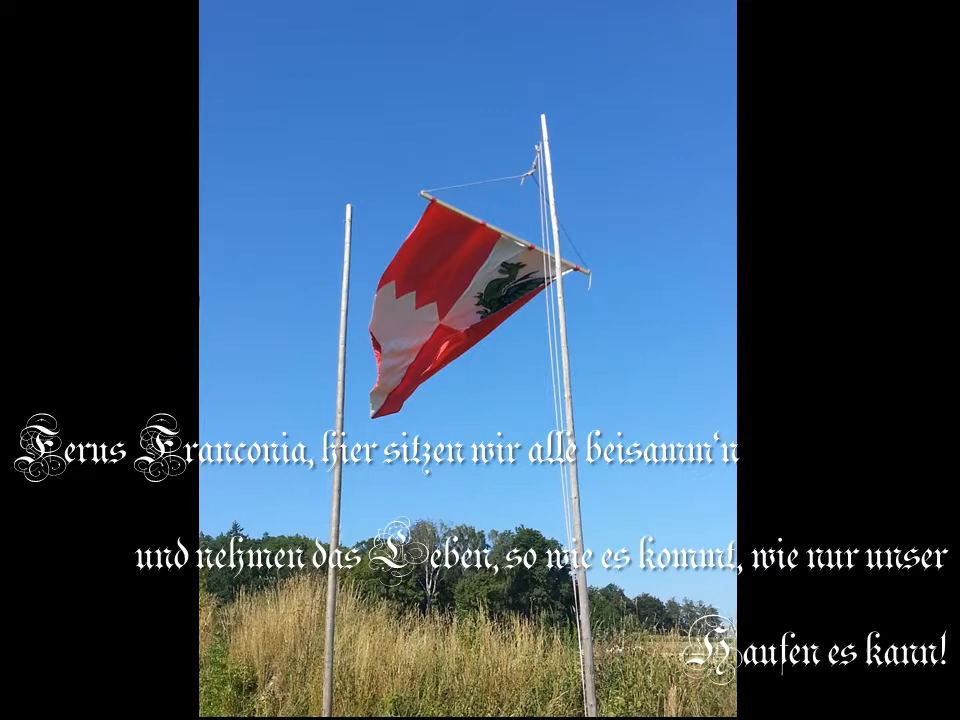 Ferus Franconia, hier sitzen wir alle beisamm'n
und nehmen das Leben, so wie es kommt, wie nur unser
Haufen es kann!